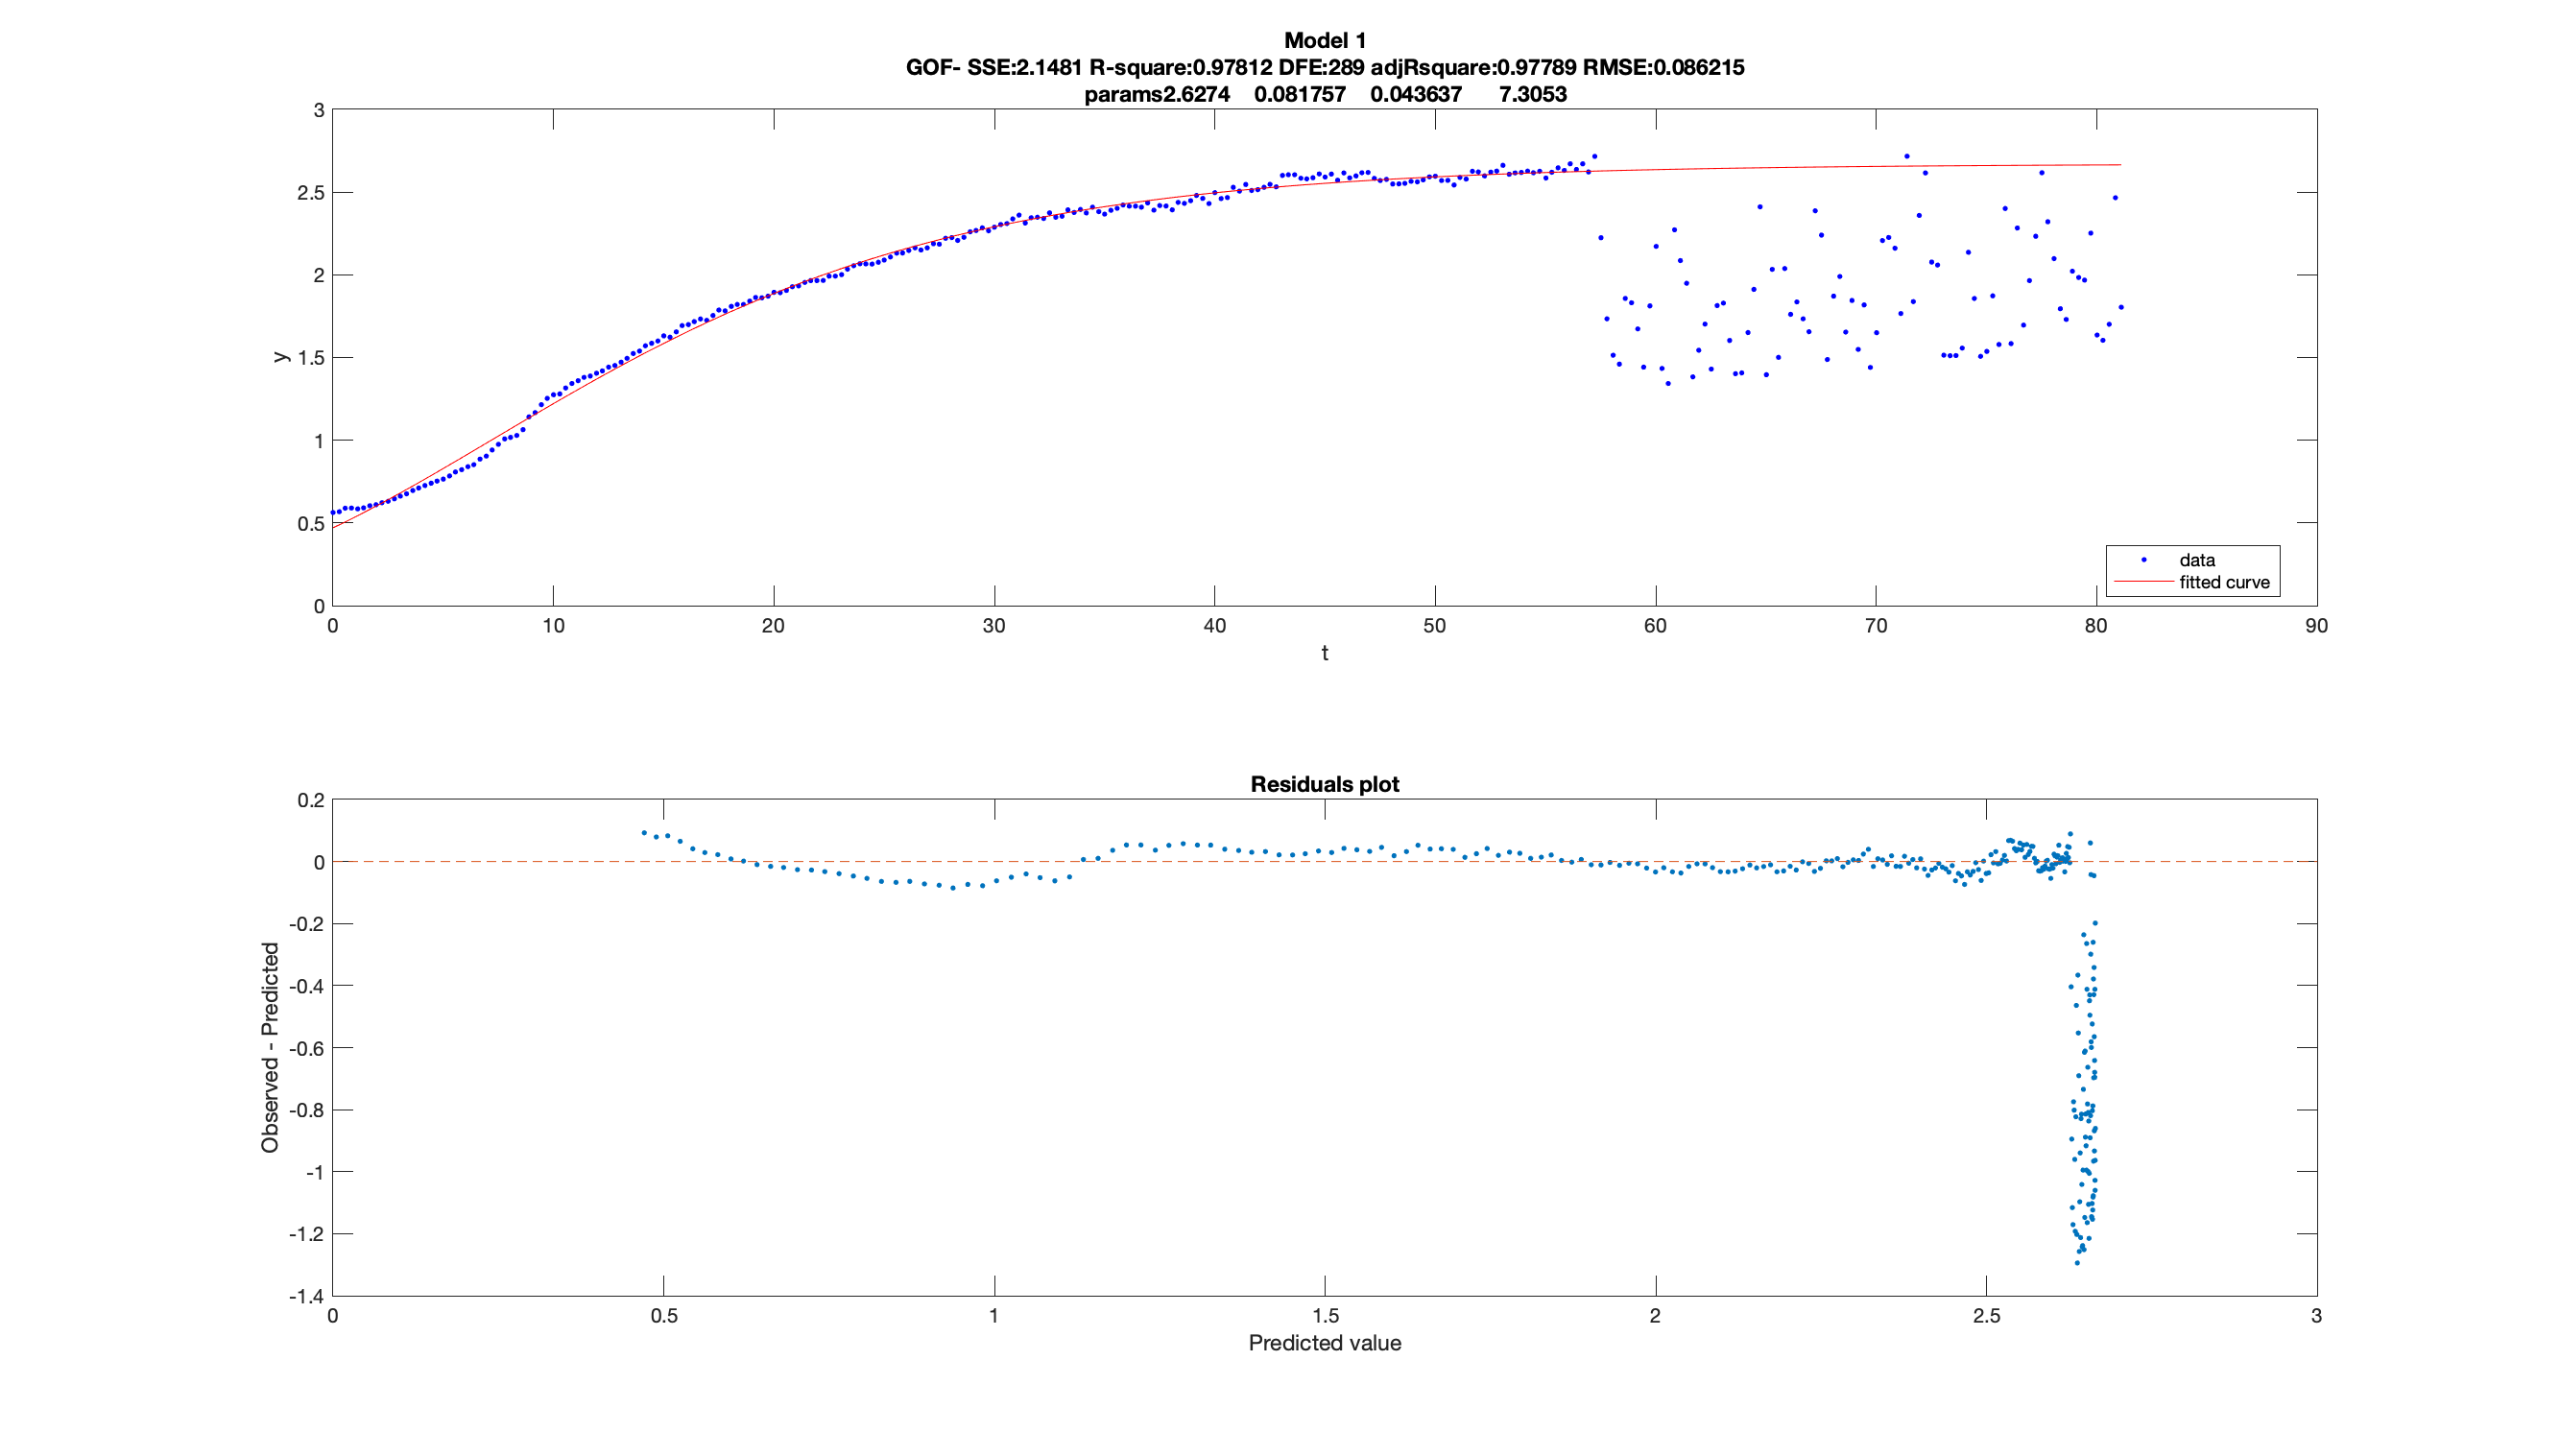 Model 1
GOF- SSE:2.1481 R-square:0.97812 DFE:289 adjRsquare:0.97789 RMSE:0.086215
params2.6274 0.081757 0.043637 7.3053
3
2.5
2
1.5
1
0.5
0
y
0 10 20 30 40 50 60 70 80 90
t
data
fitted curve
Residuals plot
0.2
0
-0.2
-0.4
-0.6
-0.8
-1
-1.2
-1.4
Observed - Predicted
0 0.5 1 1.5 2 2.5 3
Predicted value